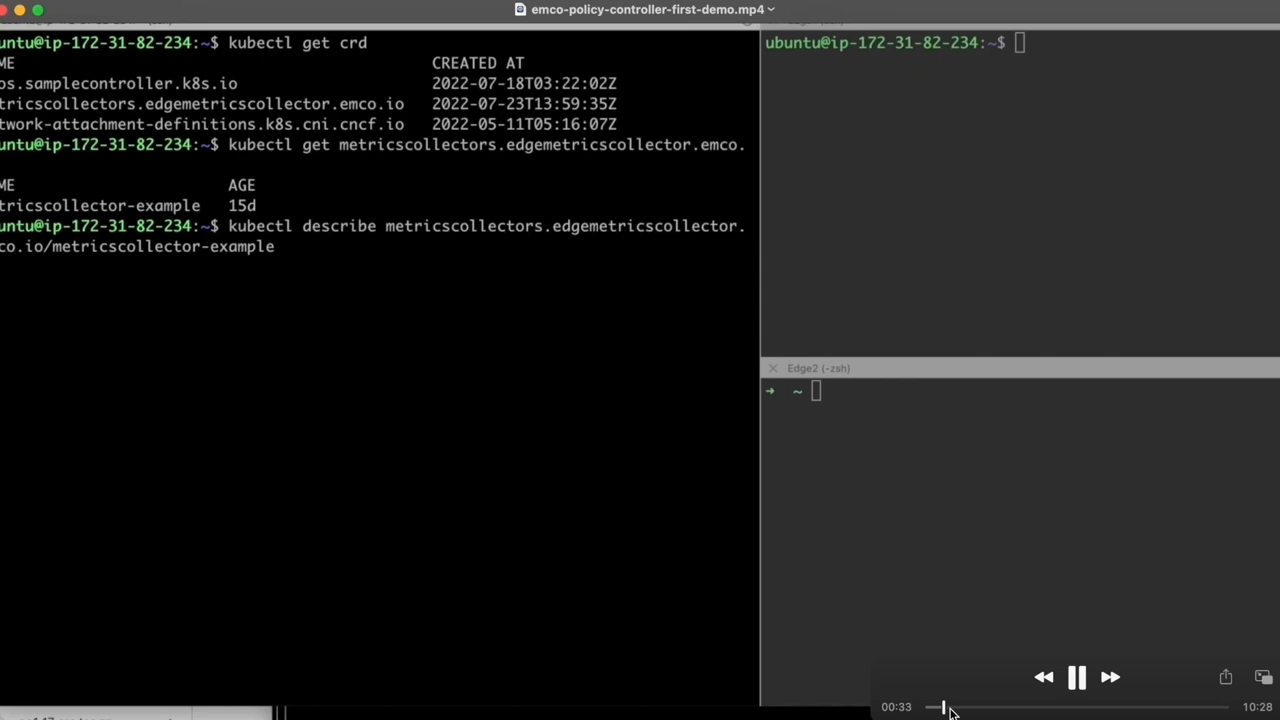 emco-policy-controller-first-demo.mp4
untu@ip-172-31-82-234:~$ kubectl get crd
ME CREATED AT
os.samplecontroller.k8s.io 2022-07-18T03:22:02Z
tricscollectors.edgemetricscollector.emco.io 2022-07-23T13:59:35Z
twork-attachment-definitions.k8s.cni.cncf.io 2022-05-11T05:16:07Z
untu@ip-172-31-82-234:~$ kubectl get metricscollectors.edgemetricscollector.emco.
ME AGE
tricscollector-example 15d
untu@ip-172-31-82-234:~$ kubectl describe metricscollectors.edgemetricscollector.
co.io/metricscollector-example
ubuntu@ip-172-31-82-234:~$
Edge2 (-zsh)
➜ ~
00:33
10:28